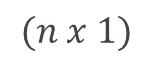 (n x 1)